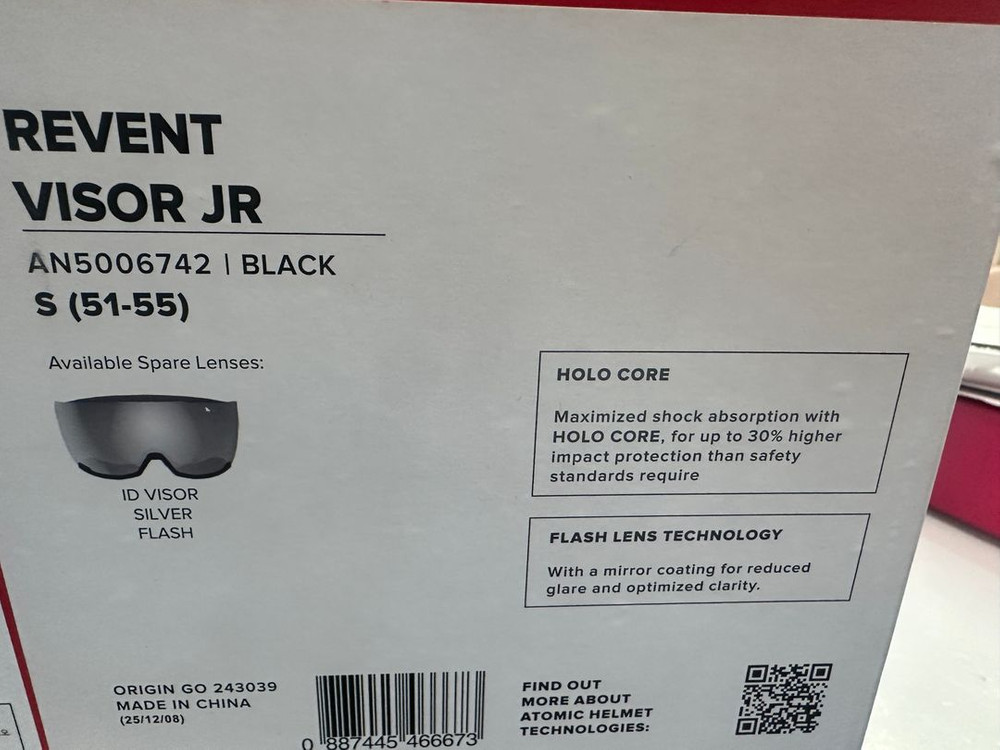 REVENT
VISOR JR
AN5006742 | BLACK
S (51-55)
Available Spare Lenses:
ID VISOR
SILVER
FLASH
HOLO CORE
Maximized shock absorption with
HOLO CORE, for up to 30% higher
impact protection than safety
standards require
FLASH LENS TECHNOLOGY
With a mirror coating for reduced
glare and optimized clarity.
ORIGIN GO 243039
MADE IN CHINA
(25/12/08)
0 887445 466673
FIND OUT
MORE ABOUT
ATOMIC HELMET
TECHNOLOGIES: